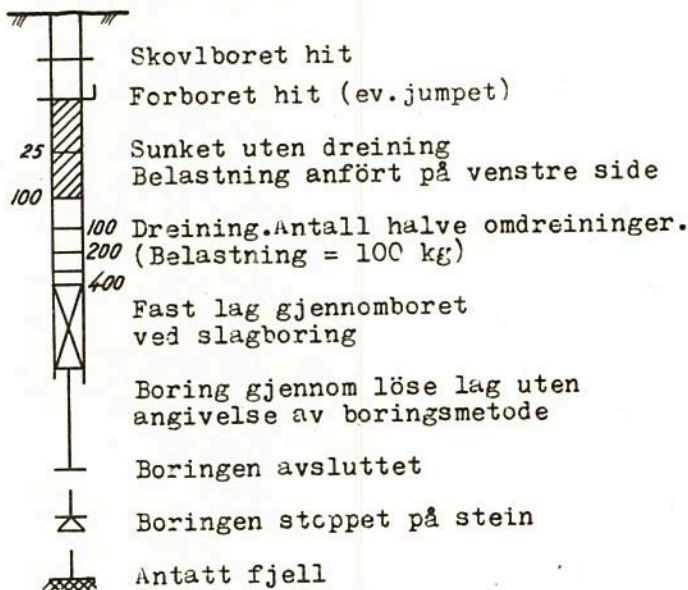 Skovlboret hit
Forboret hit (ev.jumpet)
25 Sunket uten dreining
Belastning anfört på venstre side
100
100 Dreining.Antall halve omdreininger.
200 (Belastning = 100 kg)
400
Fast lag gjennomboret
ved slagboring
Boring gjennom löse lag uten
angivelse av boringsmetode
Boringen avsluttet
Boringen stoppet på stein
Antatt fjell